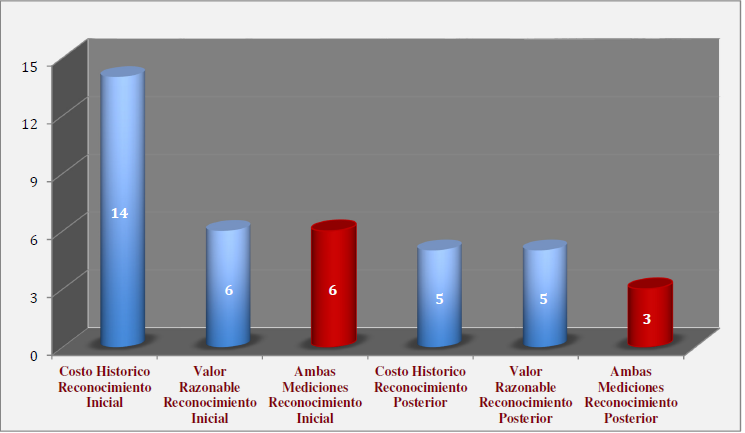 15
12
9
6
3
0
14
6
6
5
5
3
Costo Historico
Reconocimiento
Inicial
Valor
Razonable
Reconocimiento
Inicial
Ambas
Mediciones
Reconocimiento
Inicial
Costo Historico
Reconocimiento
Posterior
Valor
Razonable
Reconocimiento
Posterior
Ambas
Mediciones
Reconocimiento
Posterior